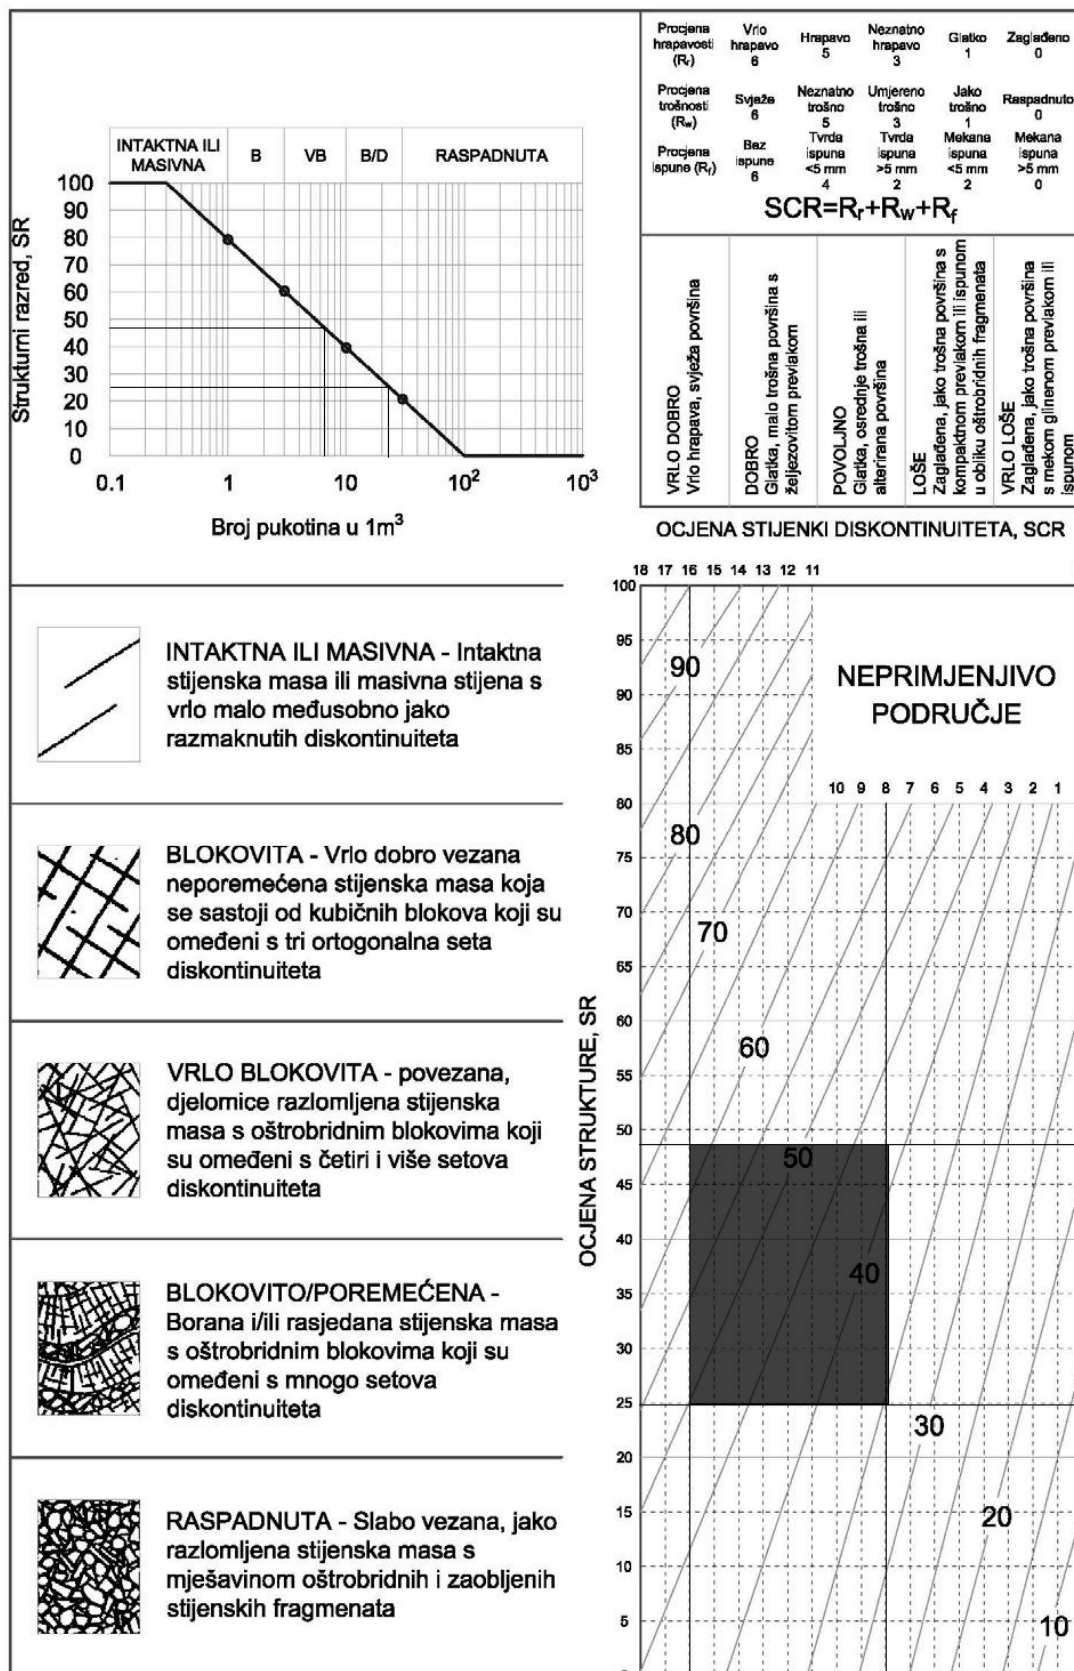 INTAKTNA ILI
MASIVNA
B
VB
B/D
RASPADNUTA
Strukturni razred, SR
100
90
80
70
60
50
40
30
20
10
0
0.1
1
10
10²
10³
Broj pukotina u 1m³
Procjena
hrapavosti
(Rr)
Vrlo
hrapavo
6
Hrapavo
5
Neznatno
hrapavo
3
Glatko
1
Zaglađeno
0
Procjena
trošnosti
(Rw)
Svježe
6
Neznatno
trošno
5
Umjereno
trošno
3
Jako
trošno
1
Raspadnuto
0
Procjena
ispune (Rf)
Bez
ispune
6
Tvrda
ispuna
<5 mm
4
Tvrda
ispuna
>5 mm
2
Mekana
ispuna
<5 mm
2
Mekana
ispuna
>5 mm
0
SCR=Rr+Rw+Rf
VRLO DOBRO
Vrlo hrapava, svježa površina
DOBRO
Glatka, malo trošna površina s
željezovitom prevlakom
POVOLJNO
Glatka, osrednje trošna ili
alterirana površina
LOŠE
Zaglađena, jako trošna površina s
kompaktnom prevlakom ili ispunom
u obliku oštrobridnih fragmenata
VRLO LOŠE
Zaglađena, jako trošna površina
s mekom glinenom prevlakom ili
ispunom
OCJENA STIJENKI DISKONTINUITETA, SCR
18 17 16 15 14 13 12 11
NEPRIMJENJIVO
PODRUČJE
10 9 8 7 6 5 4 3 2 1
OCJENA STRUKTURE, SR
100
95
90
85
80
75
70
65
60
55
50
45
40
35
30
25
20
15
10
5
90
80
70
60
50
40
30
20
10
INTAKTNA ILI MASIVNA - Intaktna
stijenska masa ili masivna stijena s
vrlo malo međusobno jako
razmaknutih diskontinuiteta
BLOKOVITA - Vrlo dobro vezana
neporemećena stijenska masa koja
se sastoji od kubičnih blokova koji su
omeđeni s tri ortogonalna seta
diskontinuiteta
VRLO BLOKOVITA - povezana,
djelomice razlomljena stijenska
masa s oštrobridnim blokovima koji
su omeđeni s četiri i više setova
diskontinuiteta
BLOKOVITO/POREMEĆENA -
Borana i/ili rasjedana stijenska masa
s oštrobridnim blokovima koji su
omeđeni s mnogo setova
diskontinuiteta
RASPADNUTA - Slabo vezana, jako
razlomljena stijenska masa s
mješavinom oštrobridnih i zaobljenih
stijenskih fragmenata